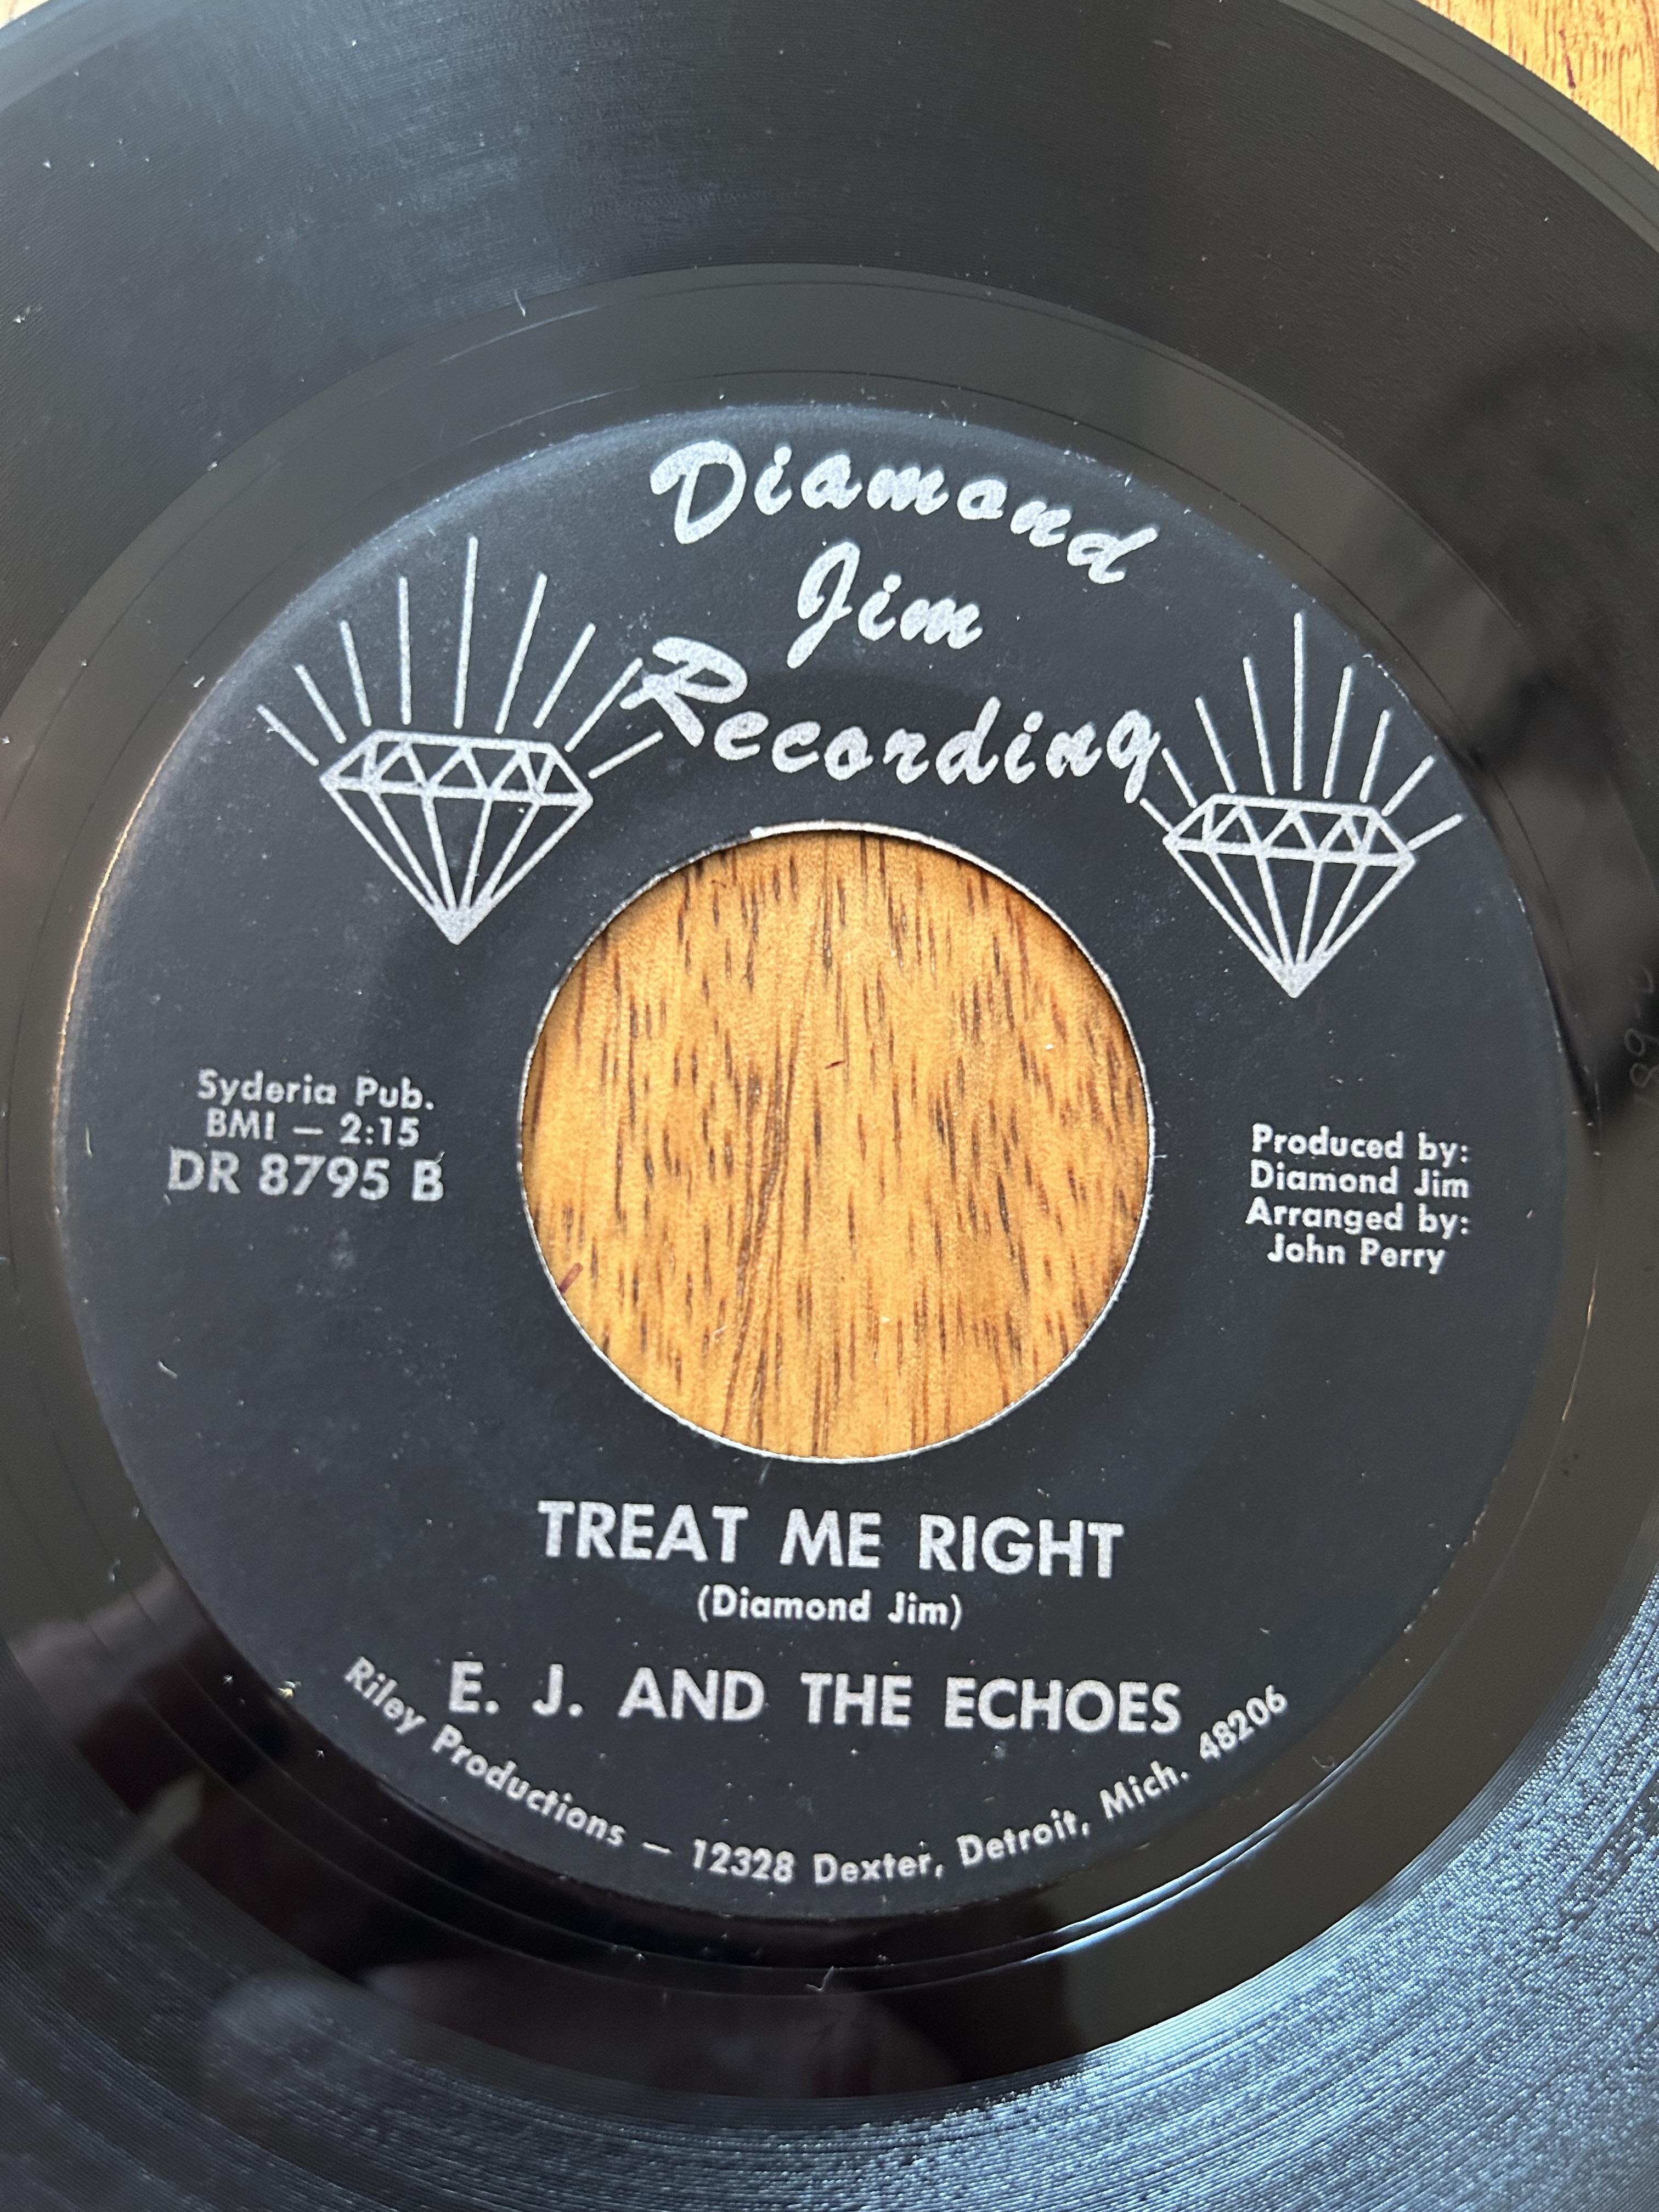 Diamond
Jim
Recording
Syderia Pub.
BMI — 2:15
DR 8795 B
Produced by:
Diamond Jim
Arranged by:
John Perry
TREAT ME RIGHT
(Diamond Jim)
E. J. AND THE ECHOES
Riley Productions — 12328 Dexter, Detroit, Mich. 48206